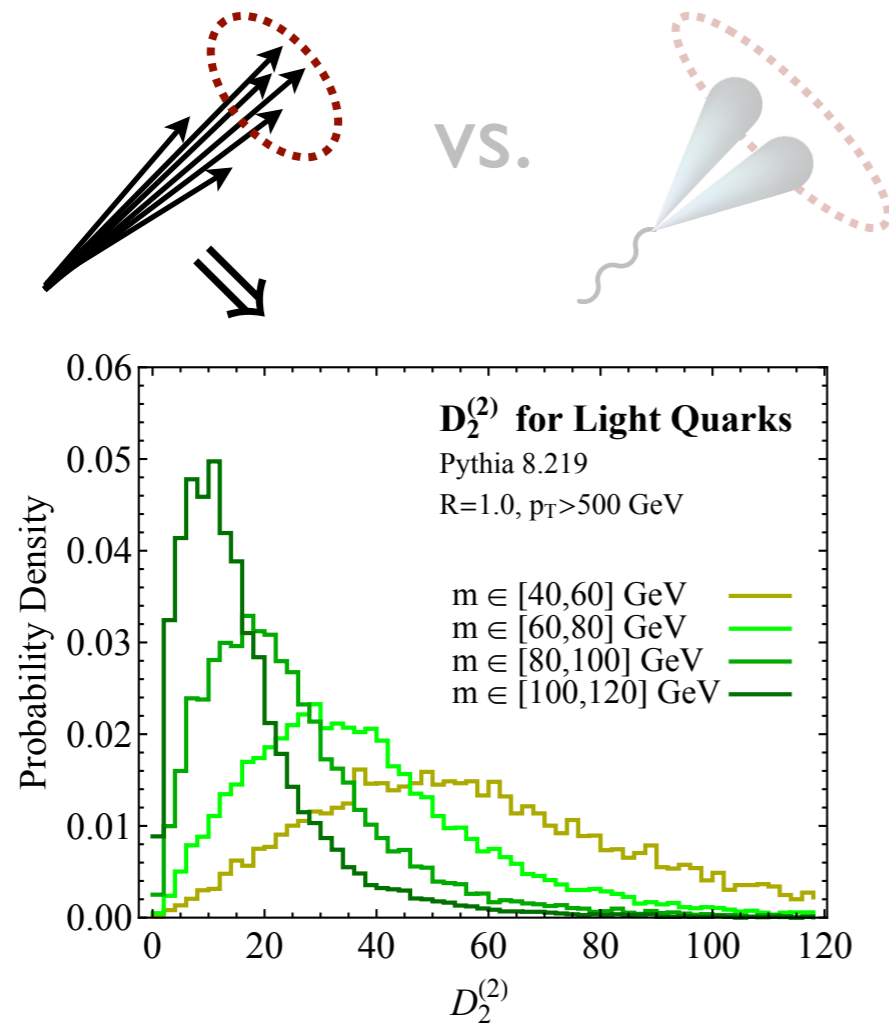 vs.
D₂⁽²⁾ for Light Quarks
Pythia 8.219
R=1.0, p_T>500 GeV
m ∈ [40,60] GeV
m ∈ [60,80] GeV
m ∈ [80,100] GeV
m ∈ [100,120] GeV
Probability Density
0.06
0.05
0.04
0.03
0.02
0.01
0.00
0 20 40 60 80 100 120
D₂⁽²⁾